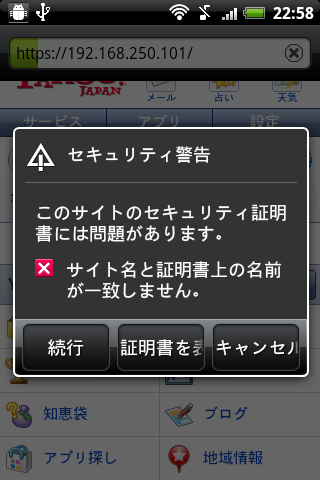 22:58
https://192.168.250.101/
YAHOO!
JAPAN
メール
占い
天気
サービス
アプリ
設定
セキュリティ警告
このサイトのセキュリティ証明
書には問題があります。
サイト名と証明書上の名前
が一致しません。
続行
証明書を表
キャンセル
知恵袋
ブログ
アプリ探し
地域情報